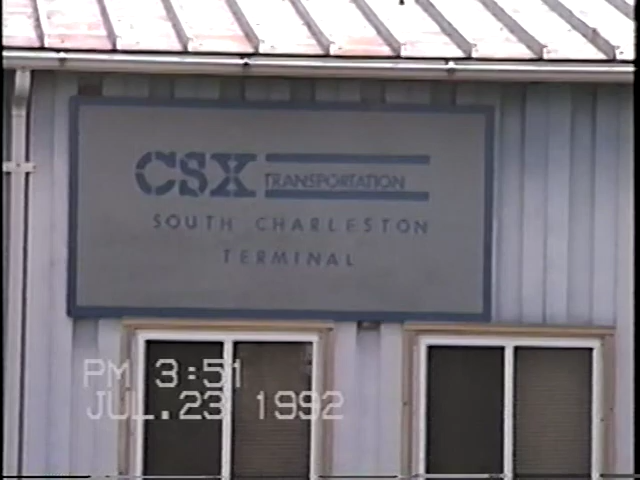 CSX TRANSPORTATION
SOUTH CHARLESTON
TERMINAL
PM 3:51
JUL.23 1992